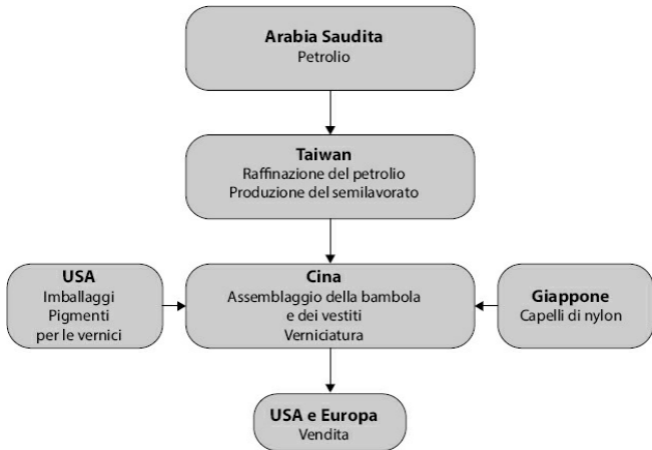 Arabia Saudita
Petrolio
Taiwan
Raffinazione del petrolio
Produzione del semilavorato
USA
Imballaggi
Pigmenti
per le vernici
Cina
Assemblaggio della bambola
e dei vestiti
Verniciatura
Giappone
Capelli di nylon
USA e Europa
Vendita